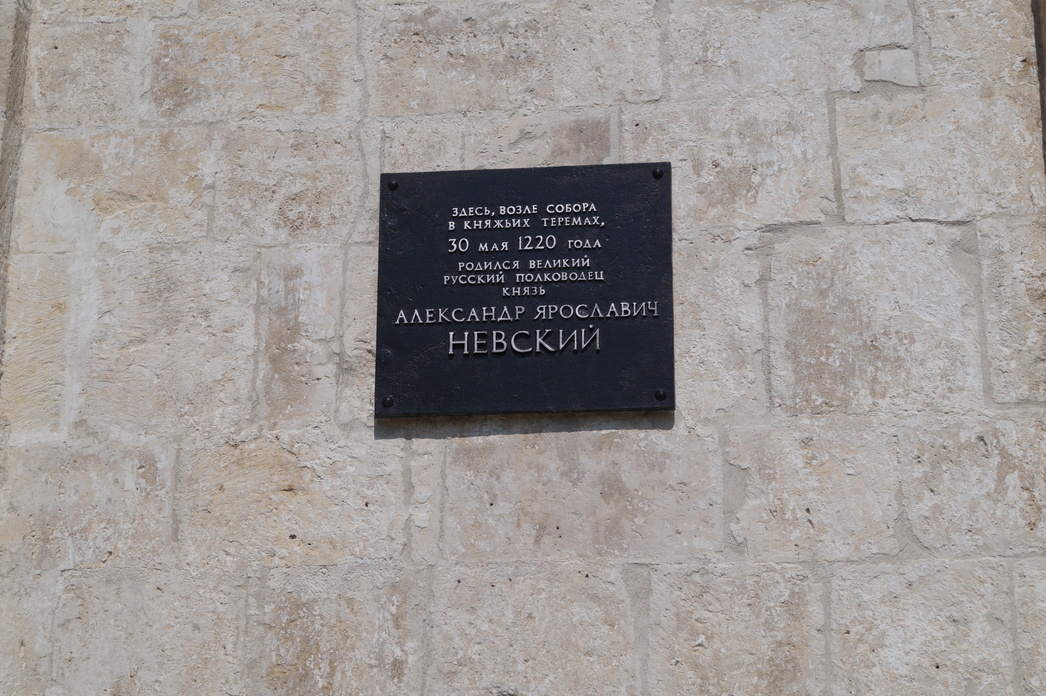 ЗДЕСЬ, ВОЗЛЕ СОБОРА
В КНЯЖЬИХ ТЕРЕМАХ,
30 МАЯ 1220 ГОДА
РОДИЛСЯ ВЕЛИКИЙ
РУССКИЙ ПОЛКОВОДЕЦ
КНЯЗЬ
АЛЕКСАНДР ЯРОСЛАВИЧ
НЕВСКИЙ